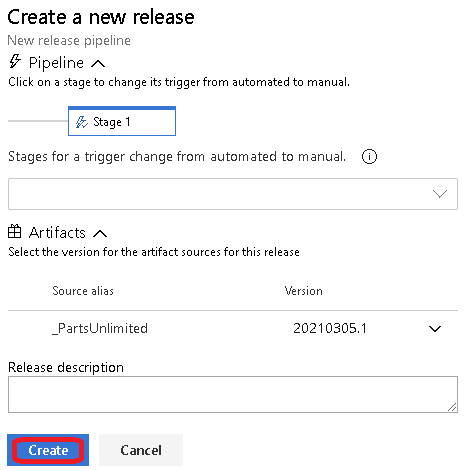 Create a new release
New release pipeline
Pipeline
Click on a stage to change its trigger from automated to manual.
Stage 1
Stages for a trigger change from automated to manual.
Artifacts
Select the version for the artifact sources for this release
Source alias Version
_PartsUnlimited 20210305.1
Release description
Create Cancel